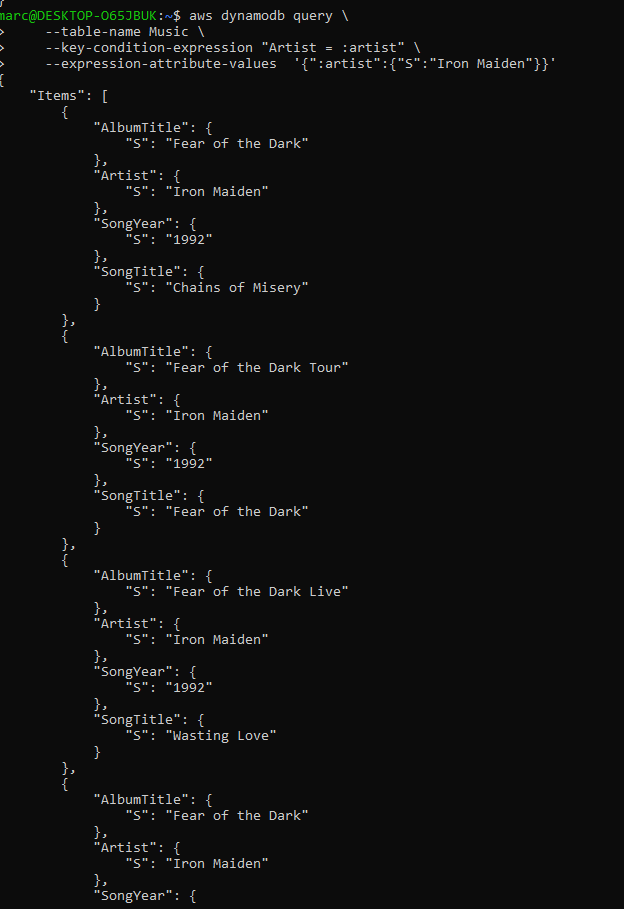 }
marc@DESKTOP-O65JBUK:~$ aws dynamodb query \
>     --table-name Music \
>     --key-condition-expression "Artist = :artist" \
>     --expression-attribute-values  '{":artist":{"S":"Iron Maiden"}}'
{
    "Items": [
        {
            "AlbumTitle": {
                "S": "Fear of the Dark"
            },
            "Artist": {
                "S": "Iron Maiden"
            },
            "SongYear": {
                "S": "1992"
            },
            "SongTitle": {
                "S": "Chains of Misery"
            }
        },
        {
            "AlbumTitle": {
                "S": "Fear of the Dark Tour"
            },
            "Artist": {
                "S": "Iron Maiden"
            },
            "SongYear": {
                "S": "1992"
            },
            "SongTitle": {
                "S": "Fear of the Dark"
            }
        },
        {
            "AlbumTitle": {
                "S": "Fear of the Dark Live"
            },
            "Artist": {
                "S": "Iron Maiden"
            },
            "SongYear": {
                "S": "1992"
            },
            "SongTitle": {
                "S": "Wasting Love"
            }
        },
        {
            "AlbumTitle": {
                "S": "Fear of the Dark"
            },
            "Artist": {
                "S": "Iron Maiden"
            },
            "SongYear": {